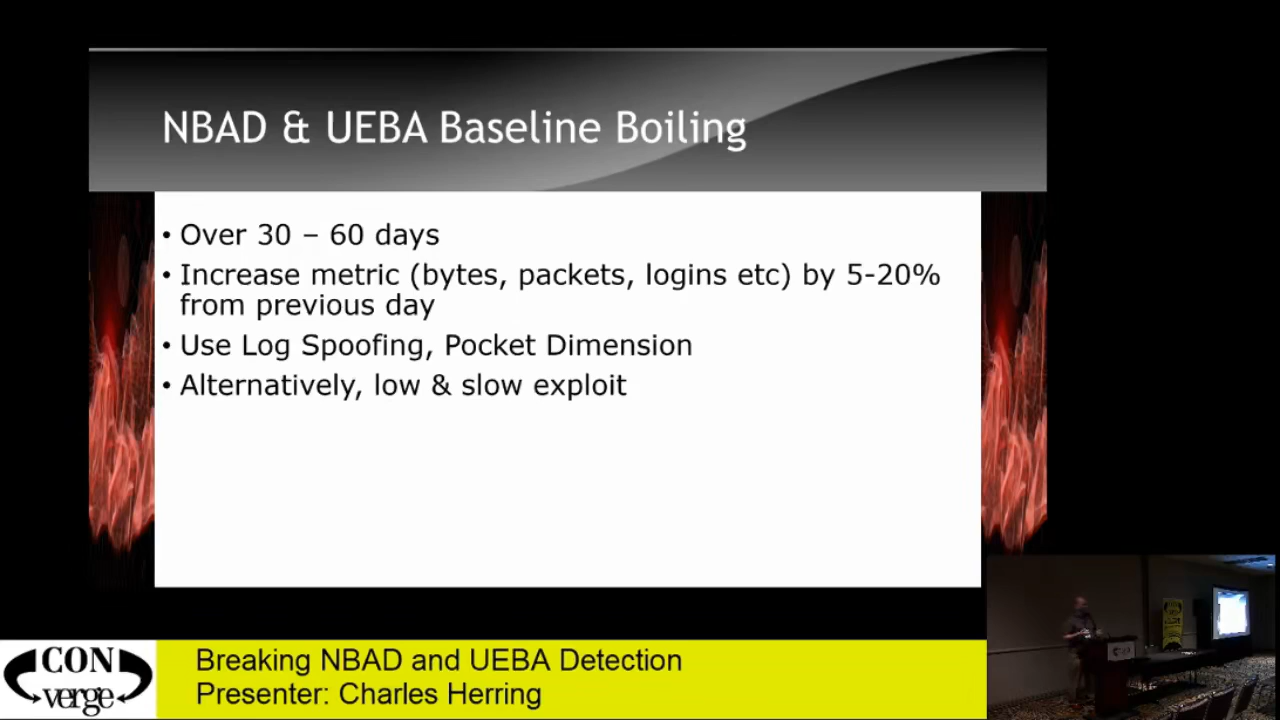 NBAD & UEBA Baseline Boiling
• Over 30 – 60 days
• Increase metric (bytes, packets, logins etc) by 5-20%
from previous day
• Use Log Spoofing, Pocket Dimension
• Alternatively, low & slow exploit
CON
verge
Breaking NBAD and UEBA Detection
Presenter: Charles Herring